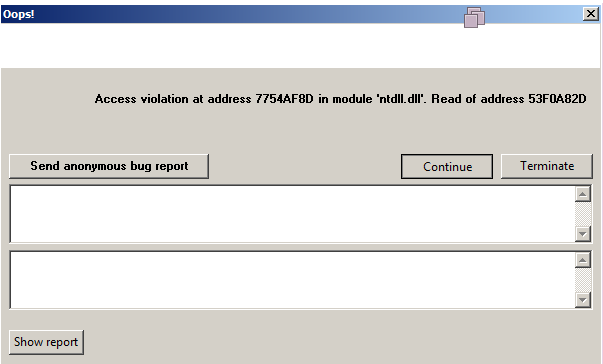 Oops!
Access violation at address 7754AF8D in module 'ntdll.dll'. Read of address 53F0A82D
Send anonymous bug report
Continue
Terminate
Show report